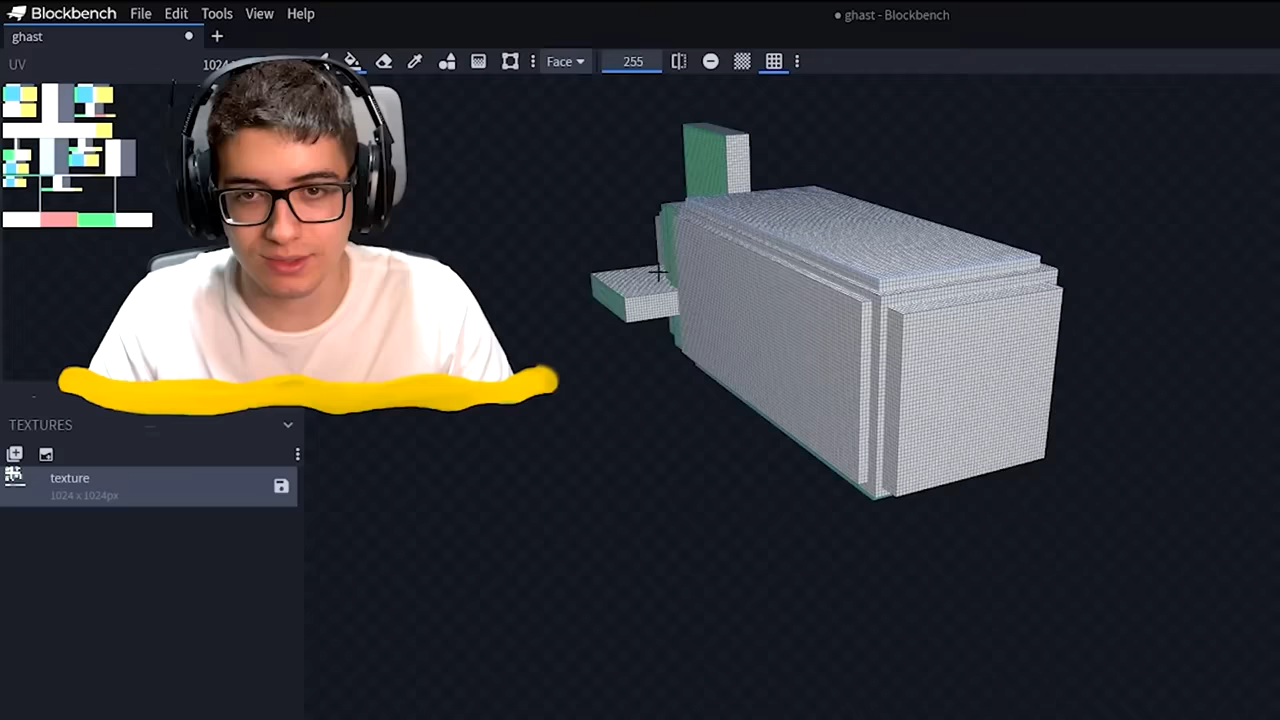 Blockbench File Edit Tools View Help
● ghast - Blockbench
ghast
UV
1024
Face
255
TEXTURES
texture
1024 x 1024px